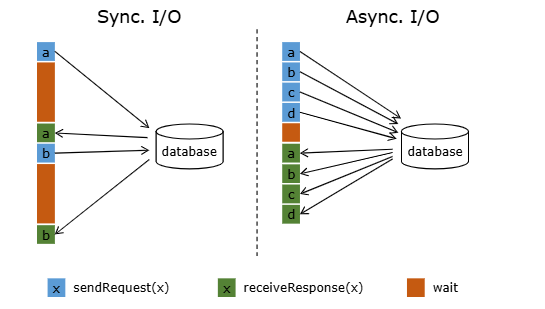 Sync. I/O
a
a
b
b
database
Async. I/O
a
b
c
d
a
b
c
d
database
x sendRequest(x)
x receiveResponse(x)
wait